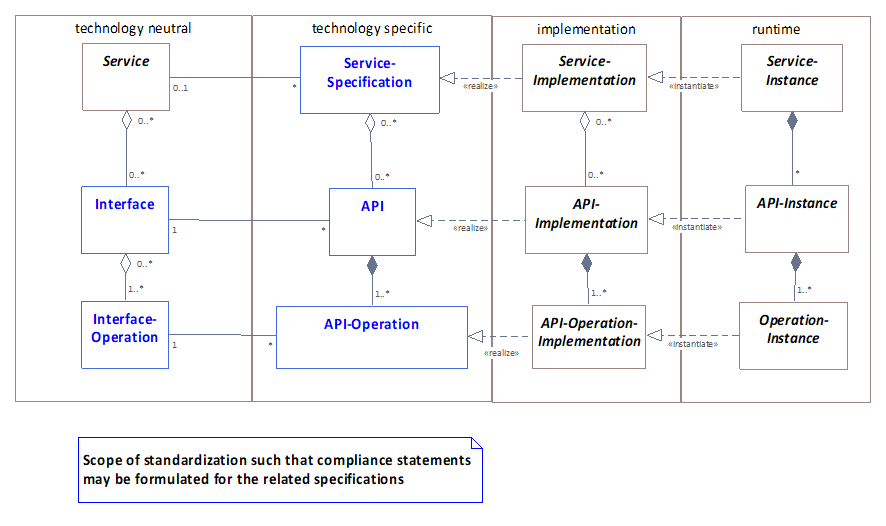 technology neutral
technology specific
implementation
runtime
Service
Service-
Specification
Service-
Implementation
Service-
Instance
0..1
*
«realize»
«instantiate»
0..*
0..*
0..*
0..*
0..*
0..*
*
Interface
API
API-
Implementation
API-Instance
1
*
«realize»
«instantiate»
0..*
1..*
1..*
1..*
1..*
Interface-
Operation
API-Operation
API-Operation-
Implementation
Operation-
Instance
1
*
«realize»
«instantiate»
Scope of standardization such that compliance statements
may be formulated for the related specifications